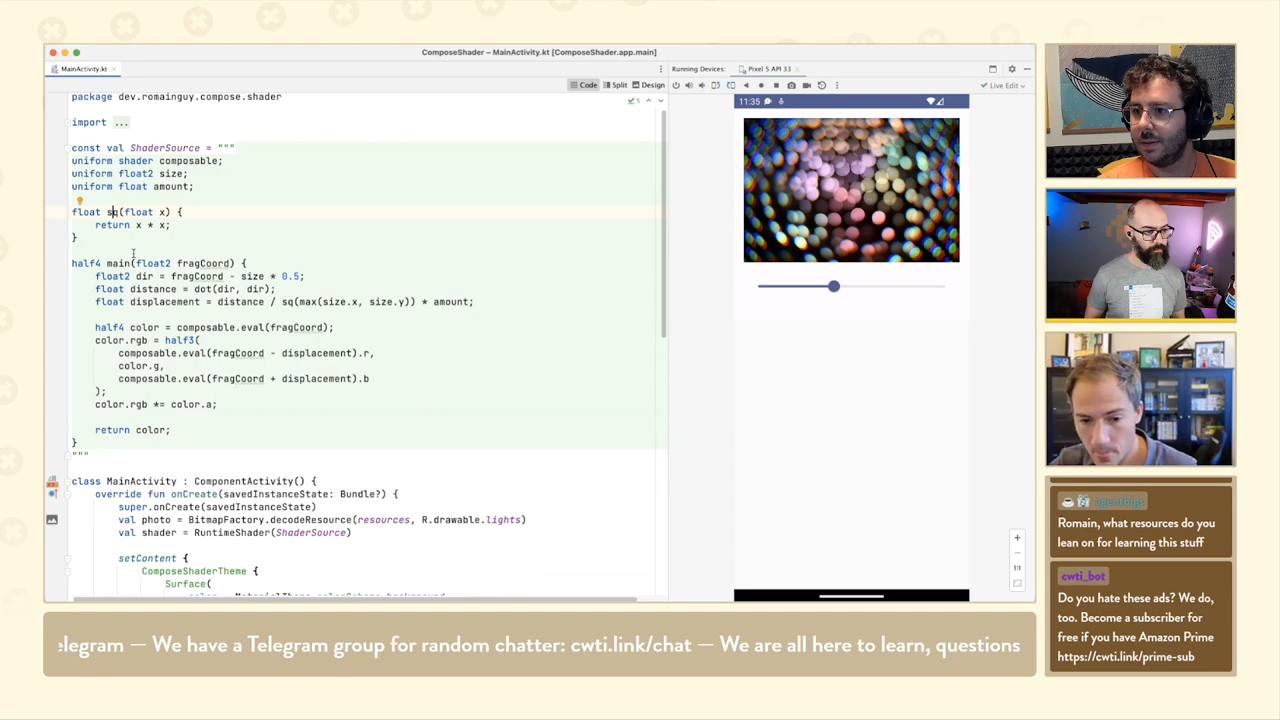 ComposeShader – MainActivity.kt [ComposeShader.app.main]
MainActivity.kt
Code
Split
Design
5
package dev.romainguy.compose.shader
import ...
const val ShaderSource = """
uniform shader composable;
uniform float2 size;
uniform float amount;
float sq(float x) {
return x * x;
}
half4 main(float2 fragCoord) {
float2 dir = fragCoord - size * 0.5;
float distance = dot(dir, dir);
float displacement = distance / sq(max(size.x, size.y)) * amount;
half4 color = composable.eval(fragCoord);
color.rgb = half3(
composable.eval(fragCoord - displacement).r,
color.g,
composable.eval(fragCoord + displacement).b
);
color.rgb *= color.a;
return color;
}
"""
class MainActivity : ComponentActivity() {
override fun onCreate(savedInstanceState: Bundle?) {
super.onCreate(savedInstanceState)
val photo = BitmapFactory.decodeResource(resources, R.drawable.lights)
val shader = RuntimeShader(ShaderSource)
setContent {
ComposeShaderTheme {
Surface(
Running Devices:
Pixel 5 API 33
Live Edit
11:35
1:1
agentbigs
Romain, what resources do you
lean on for learning this stuff
cwti_bot
Do you hate these ads? We do,
too. Become a subscriber for
free if you have Amazon Prime
https://cwti.link/prime-sub
elegram — We have a Telegram group for random chatter: cwti.link/chat — We are all here to learn, questions